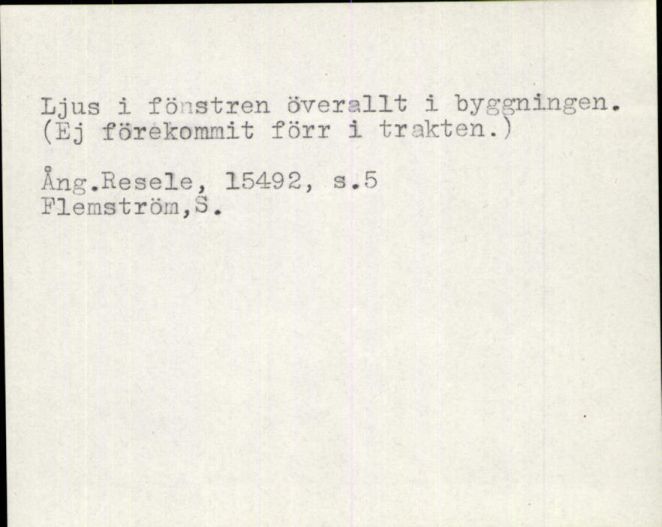 Ljus i fönstren överallt i byggningen.
(Ej förekommit förr i trakten.)
Ång.Resele, 15492, s.5
Flemström,S.